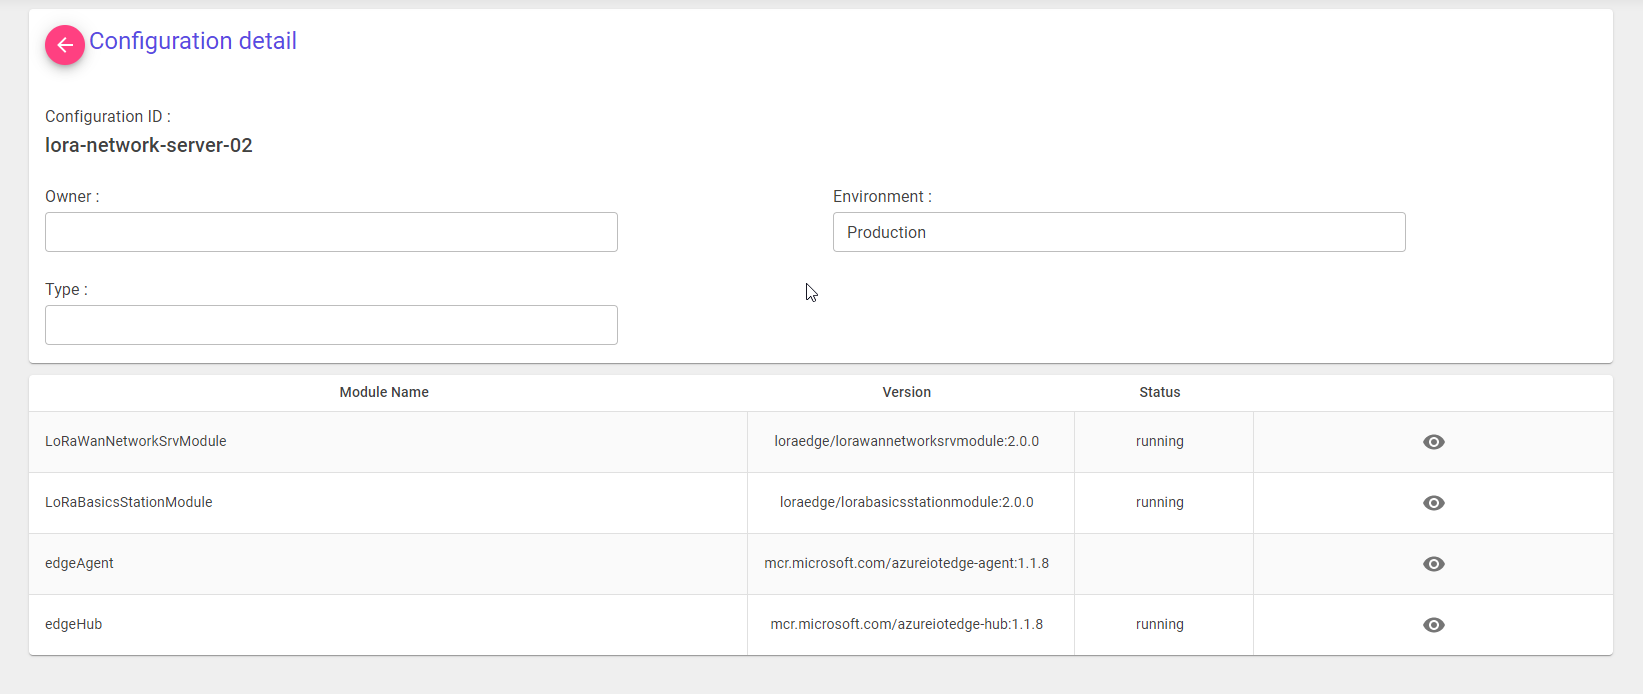 Configuration detail
Configuration ID :
lora-network-server-02
Owner :
Environment :
Production
Type :
Module Name Version Status
LoRaWanNetworkSrvModule loraedge/lorawannetworksrvmodule:2.0.0 running
LoRaBasicsStationModule loraedge/lorabasicsstationmodule:2.0.0 running
edgeAgent mcr.microsoft.com/azureiotedge-agent:1.1.8
edgeHub mcr.microsoft.com/azureiotedge-hub:1.1.8 running